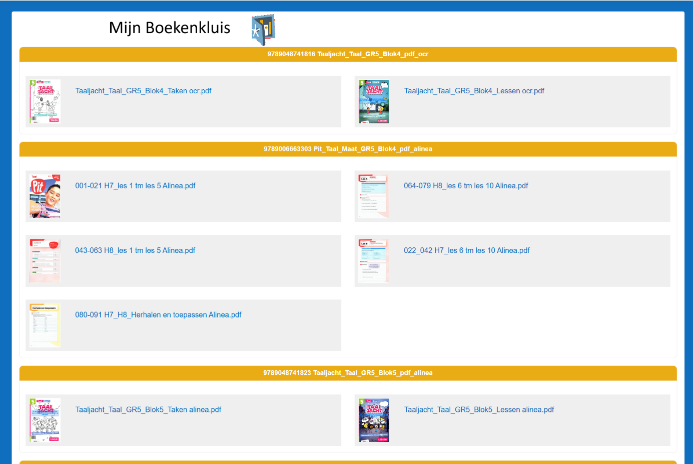 Mijn Boekenkluis
9789048741816 Taaljacht_Taal_GR5_Blok4_pdf_ocr
Taaljacht_Taal_GR5_Blok4_Taken ocr.pdf
Taaljacht_Taal_GR5_Blok4_Lessen ocr.pdf
9789006663303 Pit_Taal_Maat_GR5_Blok4_pdf_alinea
001-021 H7_les 1 tm les 5 Alinea.pdf
064-079 H8_les 6 tm les 10 Alinea.pdf
Pit
043-063 H8_les 1 tm les 5 Alinea.pdf
022_042 H7_les 6 tm les 10 Alinea.pdf
080-091 H7_H8_Herhalen en toepassen Alinea.pdf
9789048741823 Taaljacht_Taal_GR5_Blok5_pdf_alinea
Taaljacht_Taal_GR5_Blok5_Taken alinea.pdf
Taaljacht_Taal_GR5_Blok5_Lessen alinea.pdf